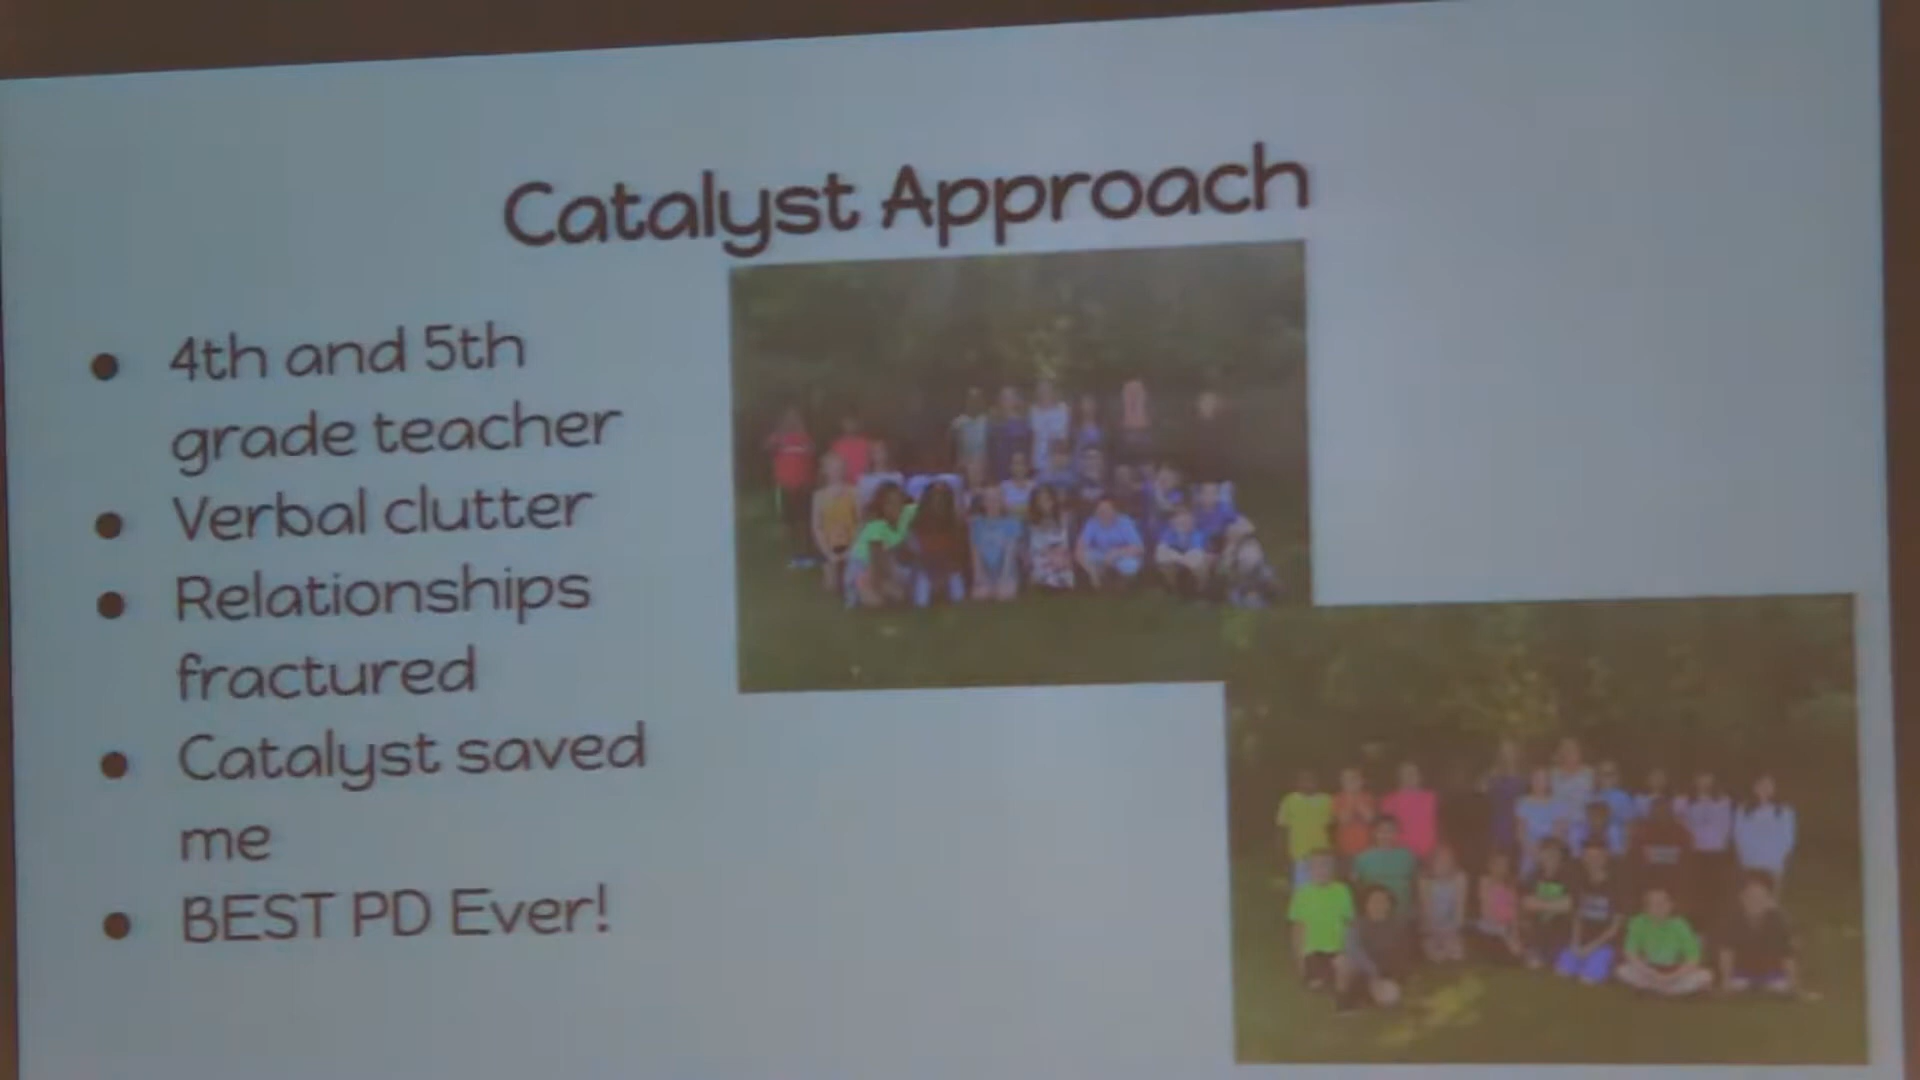 Catalyst Approach
● 4th and 5th
grade teacher
● Verbal clutter
● Relationships
fractured
● Catalyst saved
me
● BEST PD Ever!